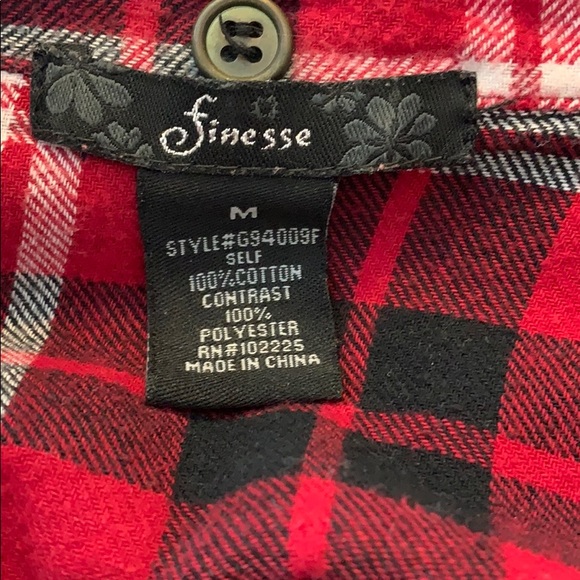 Finesse
M
STYLE#G94009F
SELF
100%COTTON
CONTRAST
100%
POLYESTER
RN#102225
MADE IN CHINA